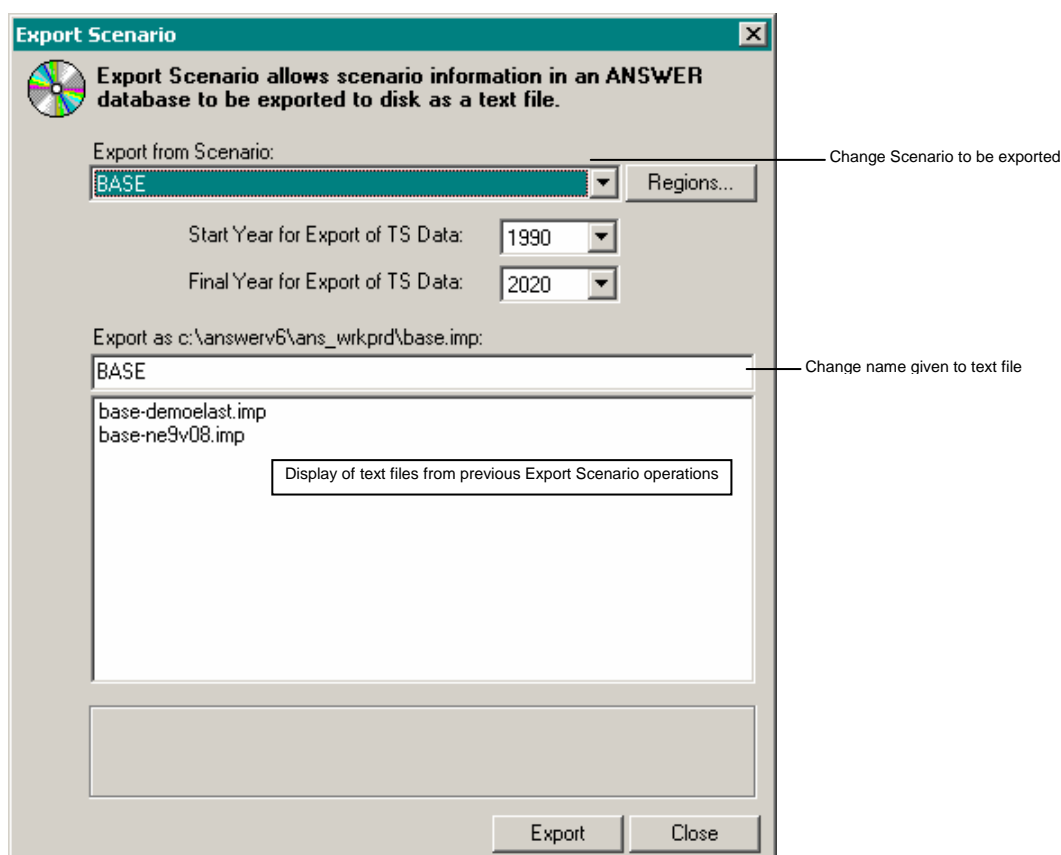 Export Scenario
Export Scenario allows scenario information in an ANSWER
database to be exported to disk as a text file.
Export from Scenario:
Change Scenario to be exported
BASE
Regions...
Start Year for Export of TS Data:
1990
Final Year for Export of TS Data:
2020
Export as c:\answerv6\ans_wrkprd\base.imp:
BASE
Change name given to text file
base-demoelast.imp
base-ne9v08.imp
Display of text files from previous Export Scenario operations
Export
Close